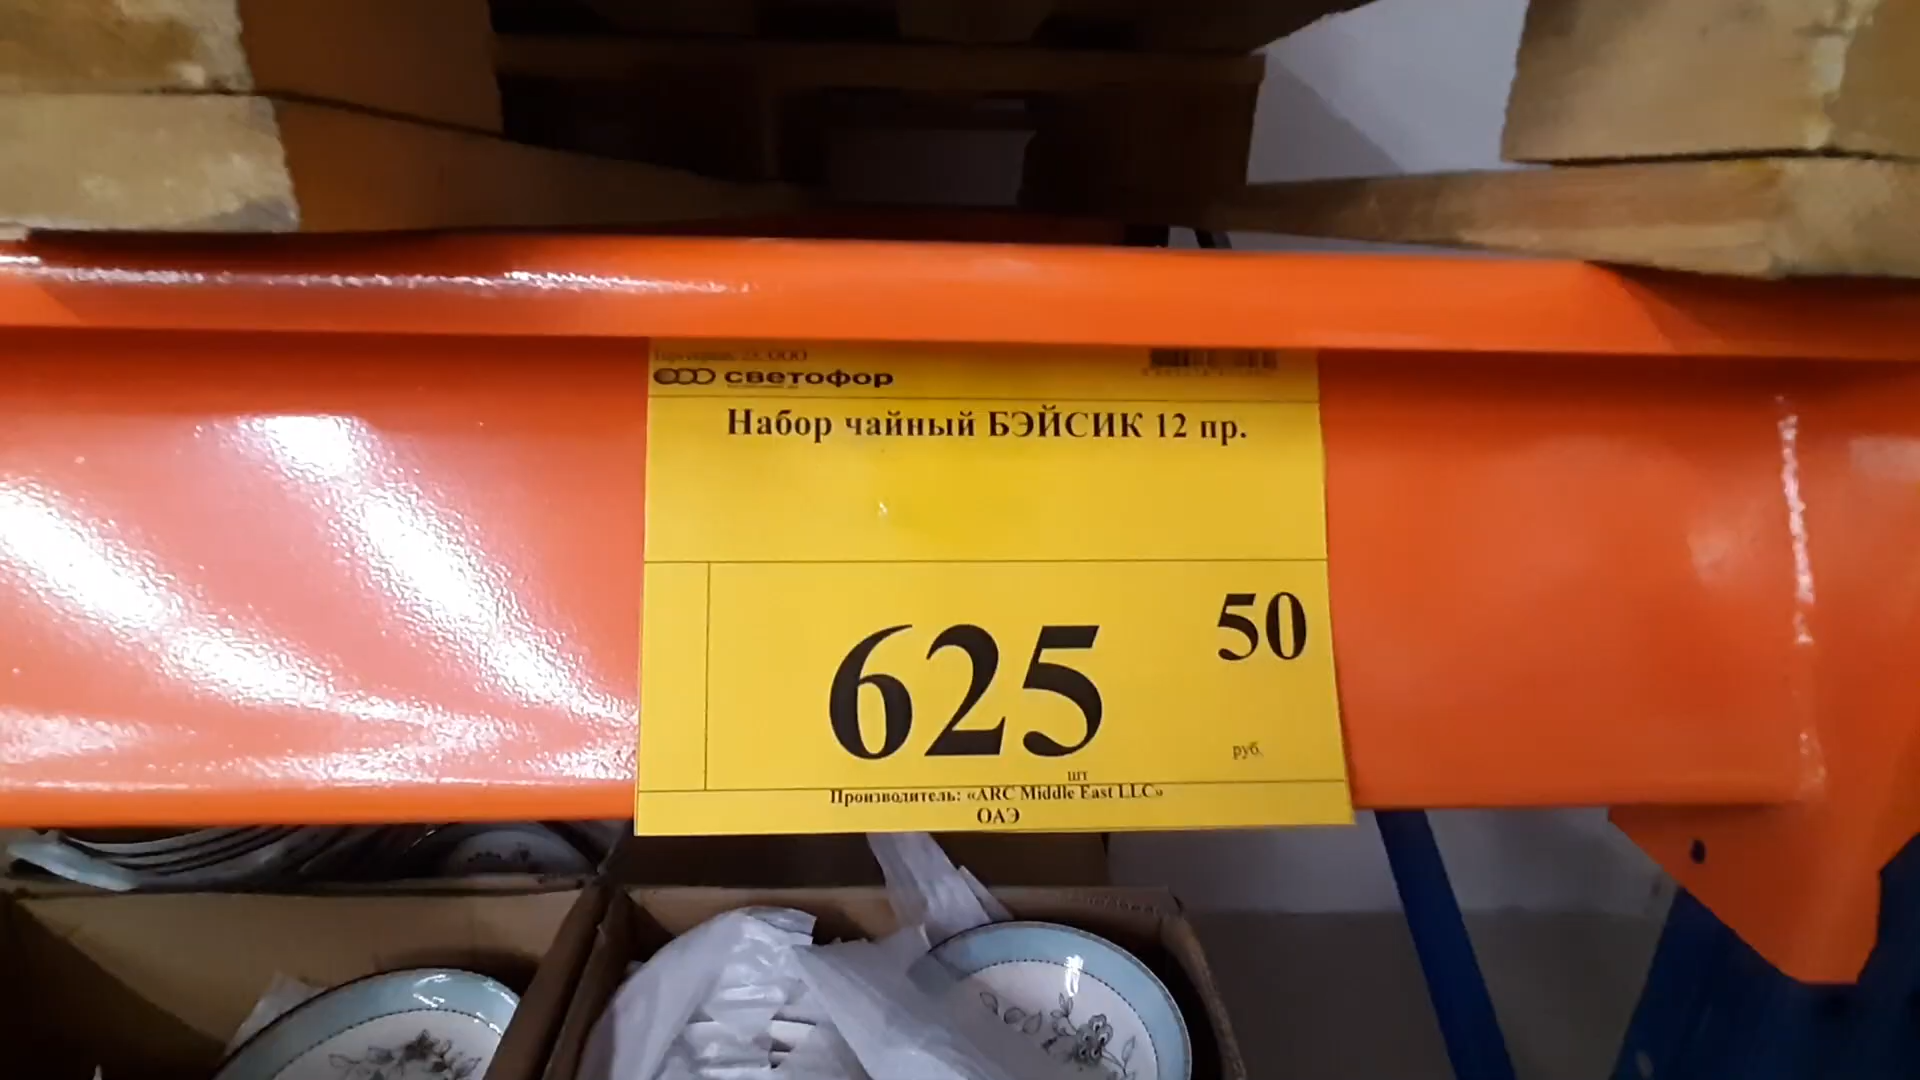 светофор
Набор чайный БЭЙСИК 12 пр.
625
50
руб.
шт
Производитель: «ARC Middle East LLC»
ОАЭ